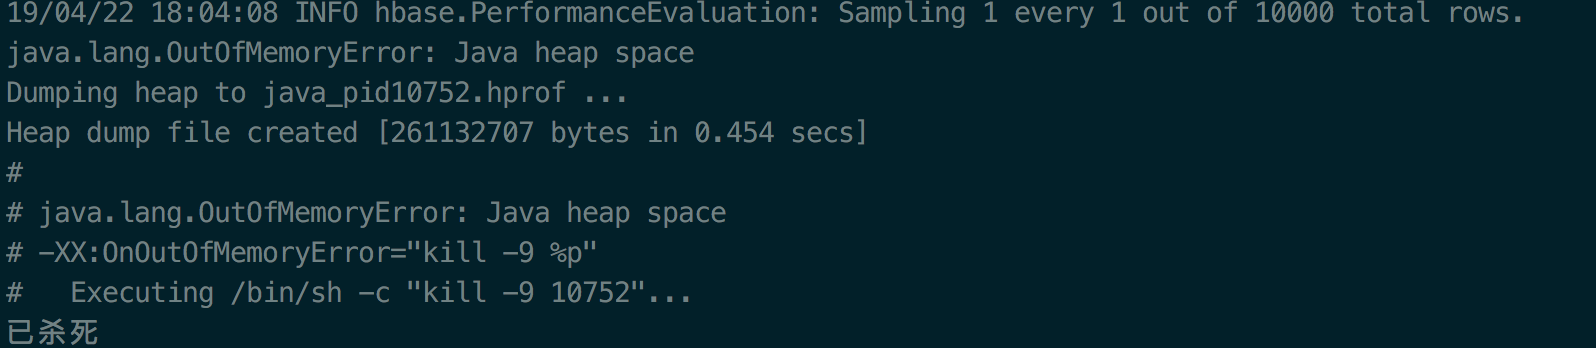 19/04/22 18:04:08 INFO hbase.PerformanceEvaluation: Sampling 1 every 1 out of 10000 total rows.
java.lang.OutOfMemoryError: Java heap space
Dumping heap to java_pid10752.hprof ...
Heap dump file created [261132707 bytes in 0.454 secs]
#
# java.lang.OutOfMemoryError: Java heap space
# -XX:OnOutOfMemoryError="kill -9 %p"
#   Executing /bin/sh -c "kill -9 10752"...
已杀死